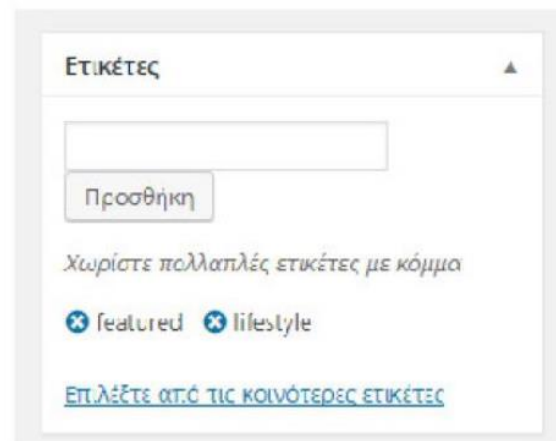 Ετικέτες
Προσθήκη
Χωρίστε πολλαπλές ετικέτες με κόμμα
featured lifestyle
Επιλέξτε από τις κοινότερες ετικέτες